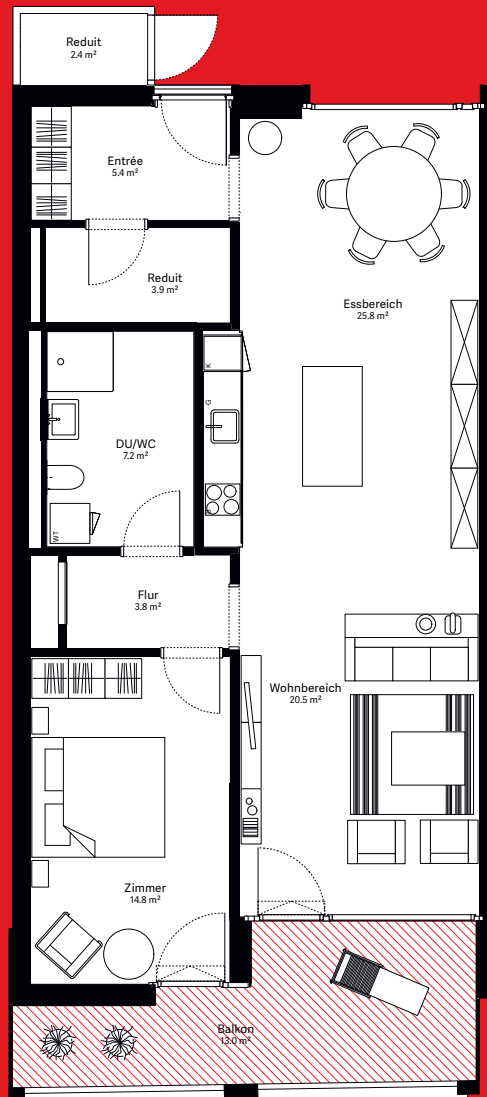 Reduit
2.4 m²
Entrée
5.4 m²
Reduit
3.9 m²
Essbereich
25.8 m²
K
G
DU/WC
7.2 m²
WT
Flur
3.8 m²
Wohnbereich
20.5 m²
Zimmer
14.8 m²
Balkon
13.0 m²